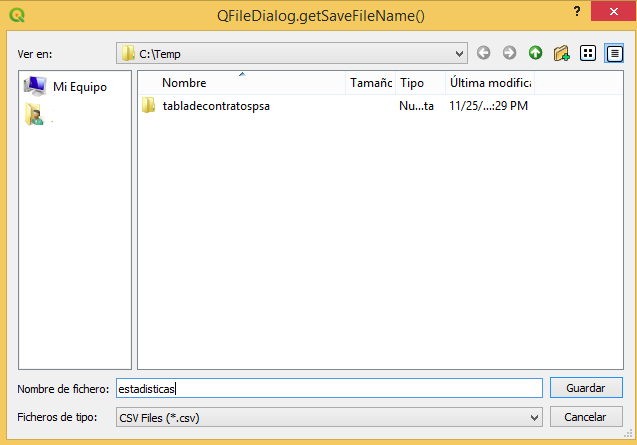 QFileDialog.getSaveFileName()
?
Ver en:
C:\Temp
Mi Equipo
Nombre Tamañc Tipo Última modifica
tabladecontratospsa Nu...ta 11/25/...:29 PM
Nombre de fichero: estadisticas Guardar
Ficheros de tipo: CSV Files (*.csv) Cancelar